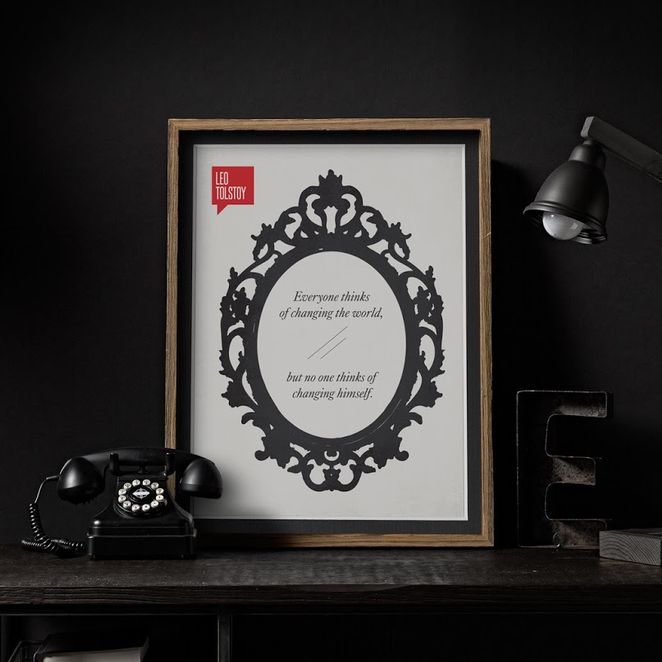 LEO
TOLSTOY
Everyone thinks
of changing the world,
but no one thinks of
changing himself.
E